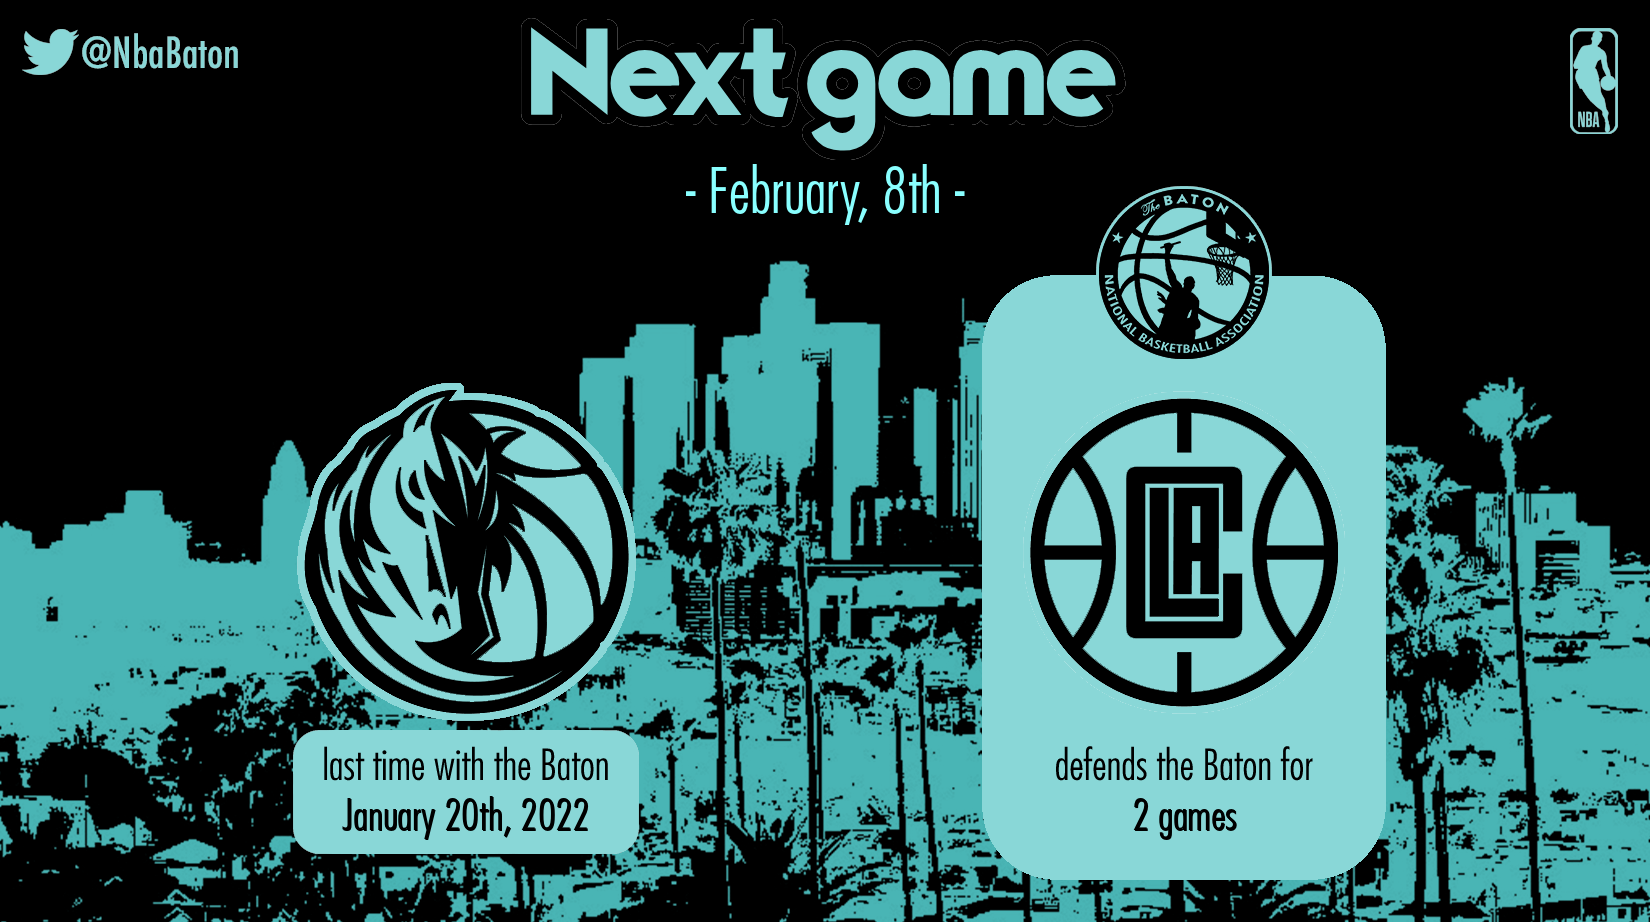 @NbaBaton
Next game
NBA
- February, 8th -
The BATON
NATIONAL BASKETBALL ASSOCIATION
LA
C
last time with the Baton
January 20th, 2022
defends the Baton for
2 games